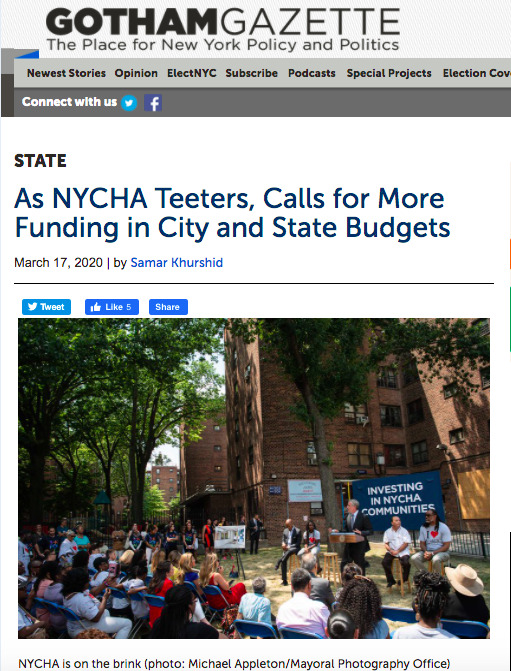 GOTHAMGAZETTE
The Place for New York Policy and Politics
Newest Stories Opinion ElectNYC Subscribe Podcasts Special Projects Election Cov
Connect with us
STATE
As NYCHA Teeters, Calls for More
Funding in City and State Budgets
March 17, 2020 | by Samar Khurshid
Tweet Like 5 Share
INVESTING
IN NYCHA
COMMUNITIES
NYCHA is on the brink (photo: Michael Appleton/Mayoral Photography Office)